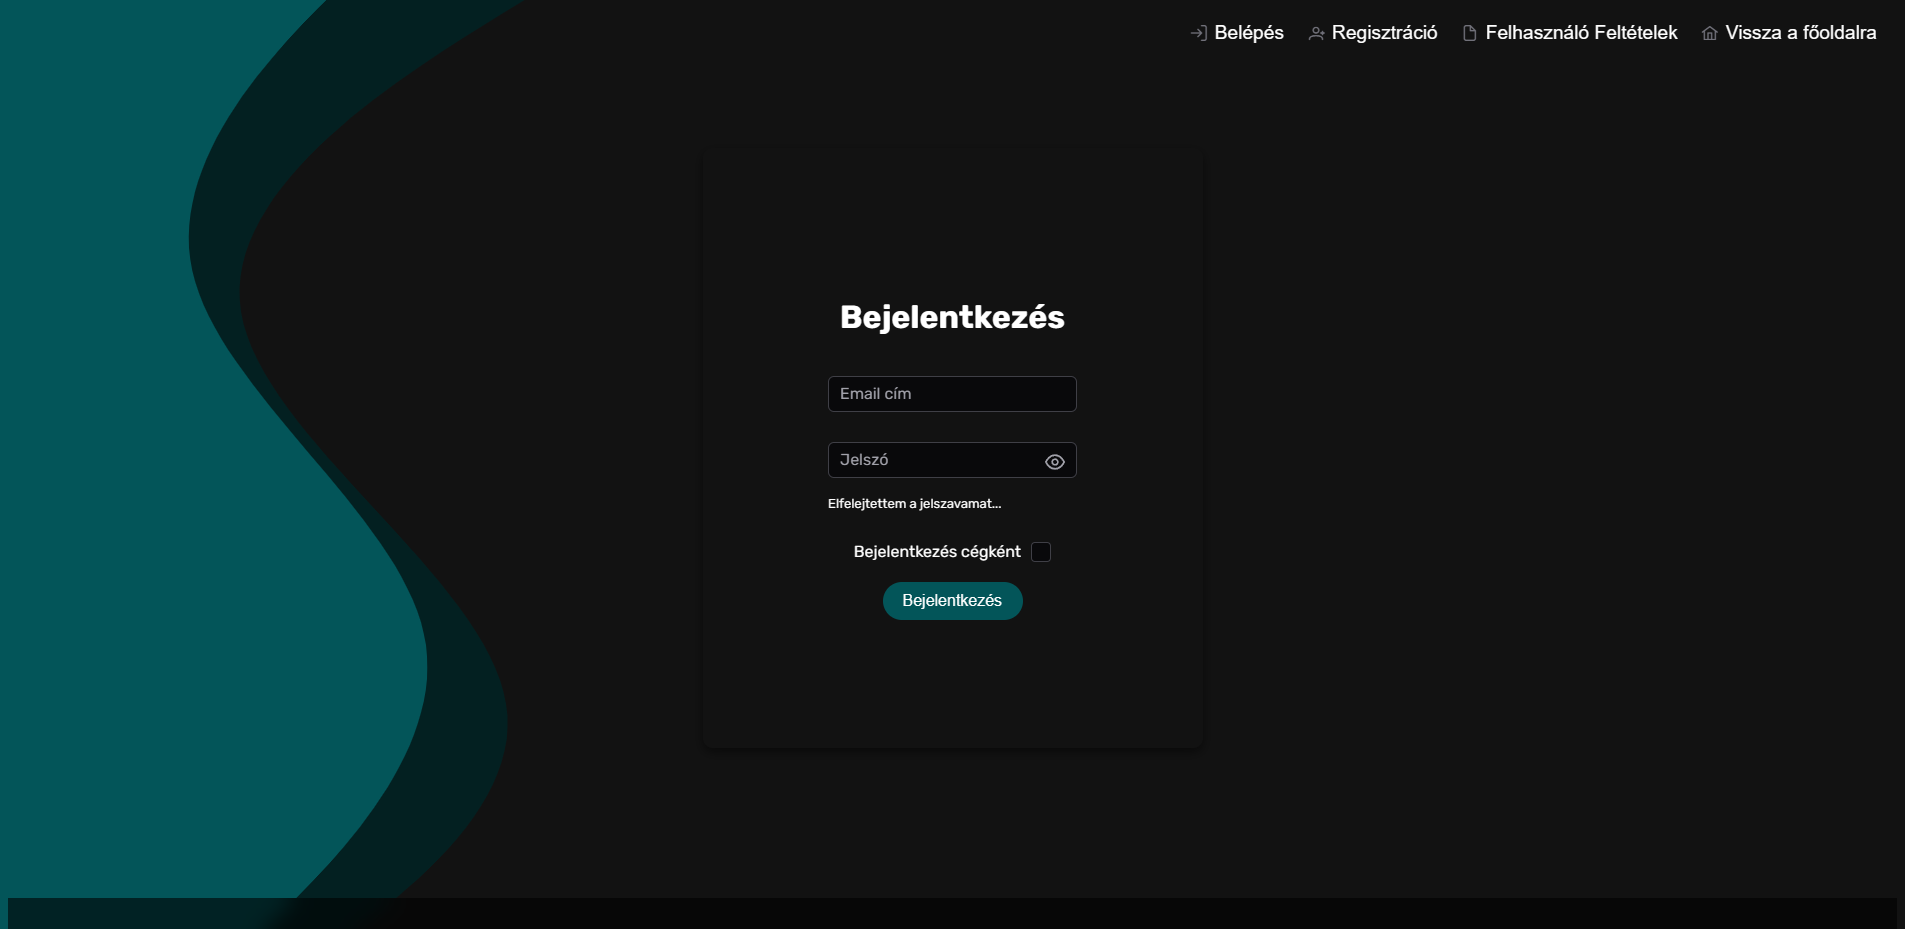 Belépés Regisztráció Felhasználó Feltételek Vissza a főoldalra
Bejelentkezés
Email cím
Jelszó
Elfelejtettem a jelszavamat...
Bejelentkezés cégként
Bejelentkezés